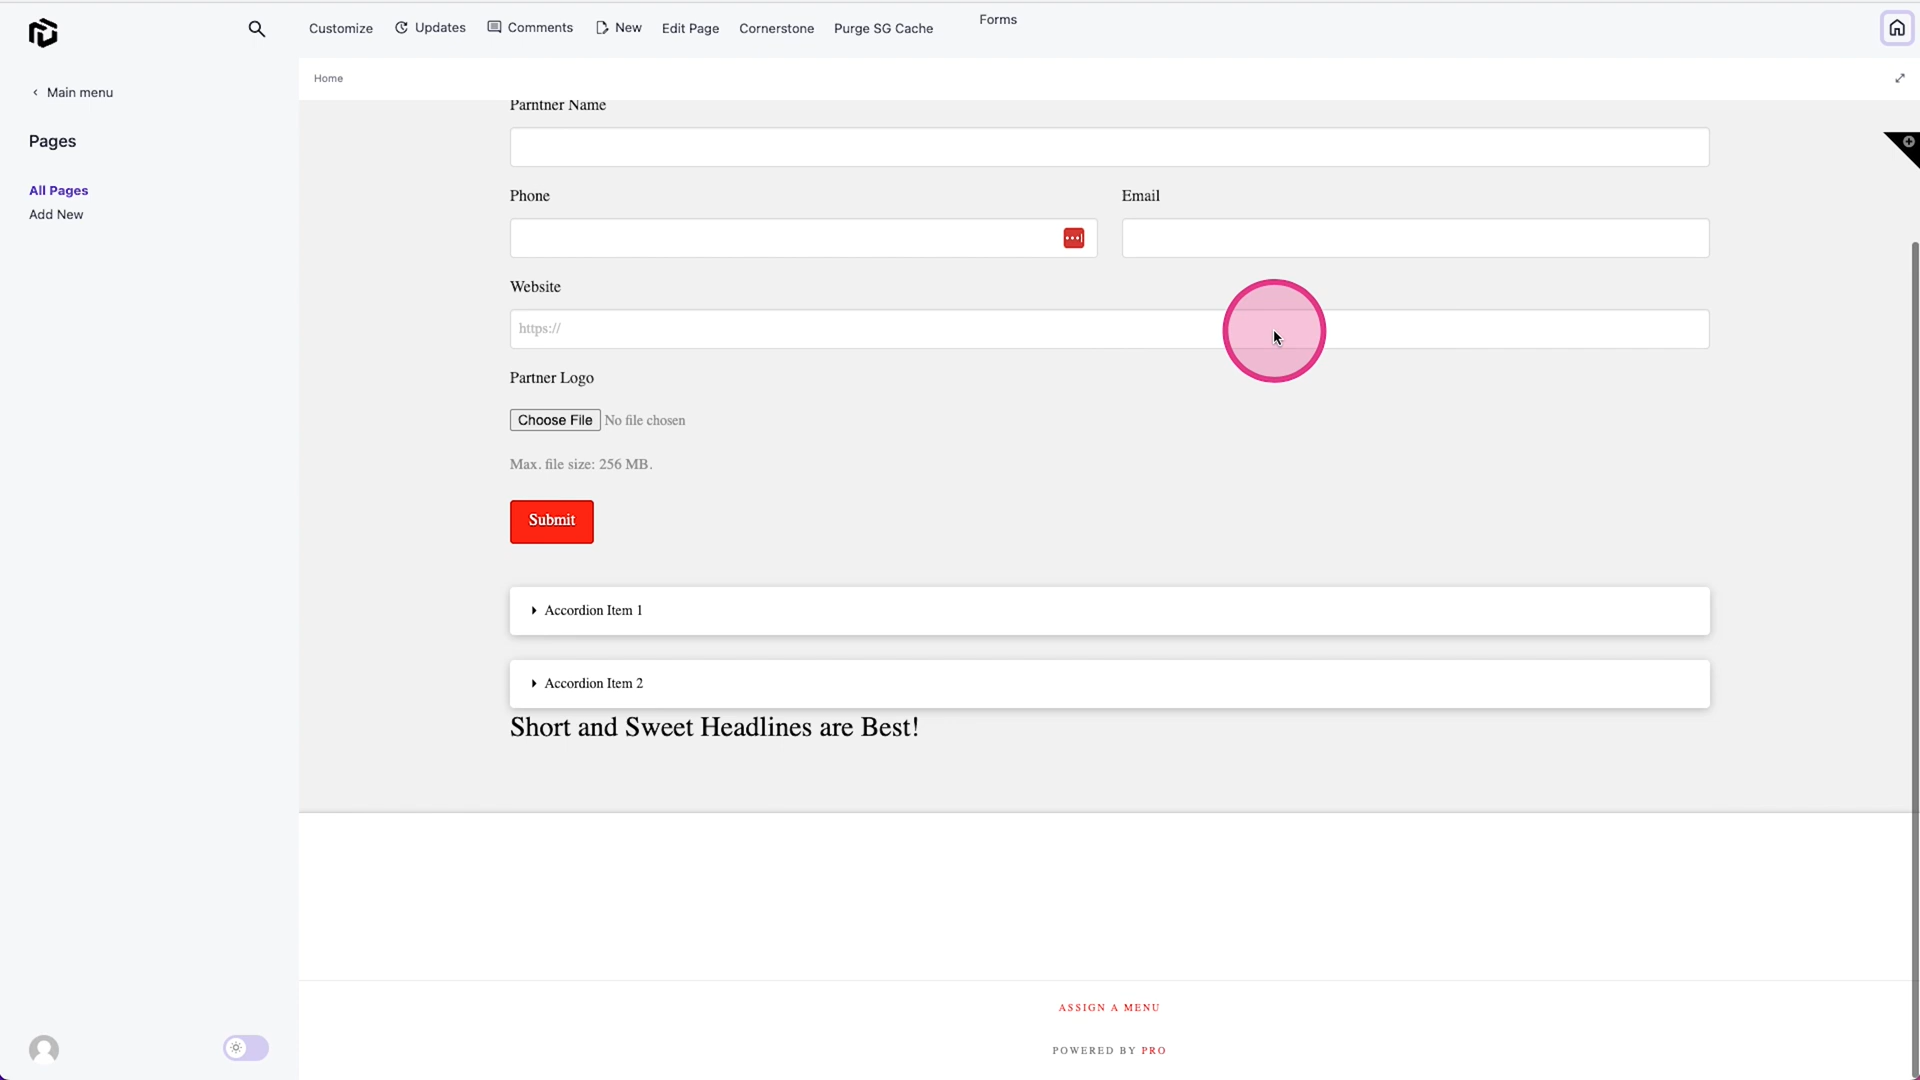 Customize Updates Comments New Edit Page Cornerstone Purge SG Cache Forms
Home
Main menu
Pages
All Pages
Add New
Parntner Name
Phone Email
Website
https://
Partner Logo
Choose File No file chosen
Max. file size: 256 MB.
Submit
Accordion Item 1
Accordion Item 2
Short and Sweet Headlines are Best!
ASSIGN A MENU
POWERED BY PRO